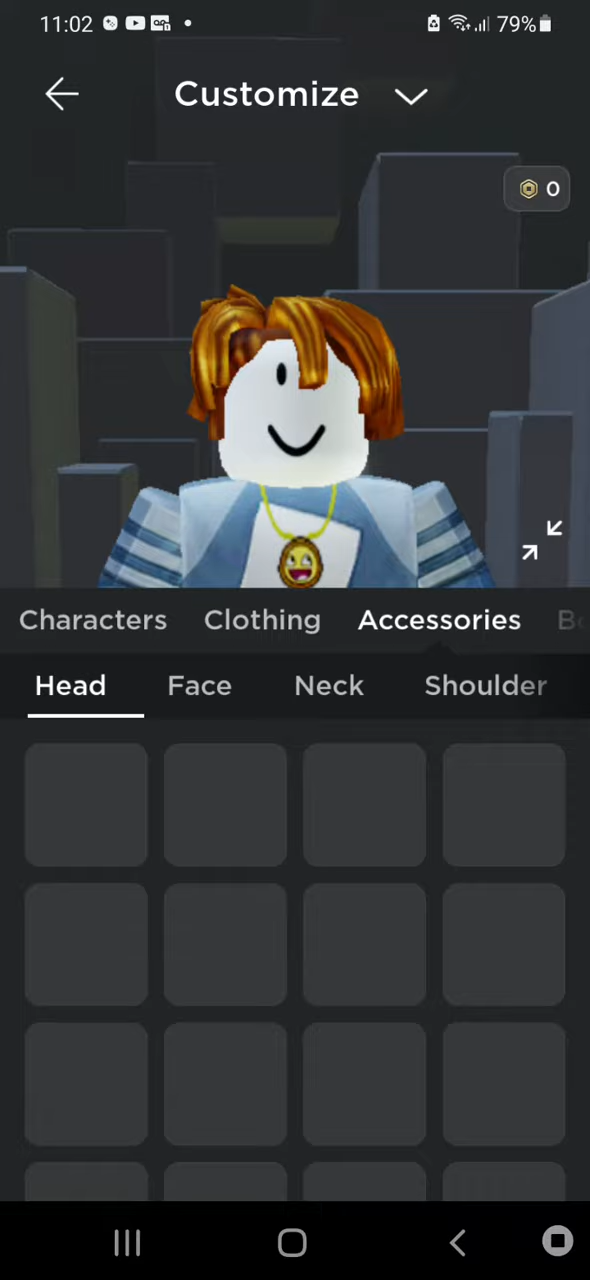 11:02 79%
Customize
0
Characters Clothing Accessories
Head Face Neck Shoulder